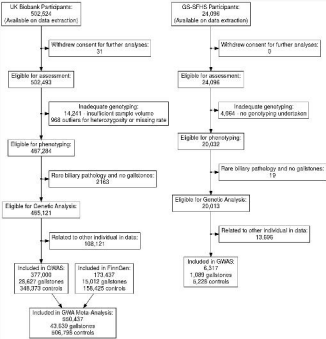 UK Biobank Participants:
502,524
(Available on data extraction)
Withdrew consent for further analyses:
31
Eligible for assessment:
502,493
Inadequate genotyping:
14,241 - insufficient sample volume
968 outliers for heterozygosity or missing rate
Eligible for phenotyping:
487,284
Rare biliary pathology and no gallstones:
2163
Eligible for Genetic Analysis:
485,121
Related to other individual in data:
108,121
Included in GWAS:
377,000
28,627 gallstones
348,373 controls
Included in FinnGen:
173,437
15,012 gallstones
158,425 controls
Included in GWA Meta-Analysis:
550,437
43,639 gallstones
506,798 controls
GS-SFHS Participants:
24,096
(Available on data extraction)
Withdrew consent for further analyses:
0
Eligible for assessment:
24,096
Inadequate genotyping:
4,064 - no genotyping undertaken
Eligible for phenotyping:
20,032
Rare biliary pathology and no gallstones:
19
Eligible for Genetic Analysis:
20,013
Related to other individual in data:
13,696
Included in GWAS:
6,317
1,089 gallstones
5,228 controls